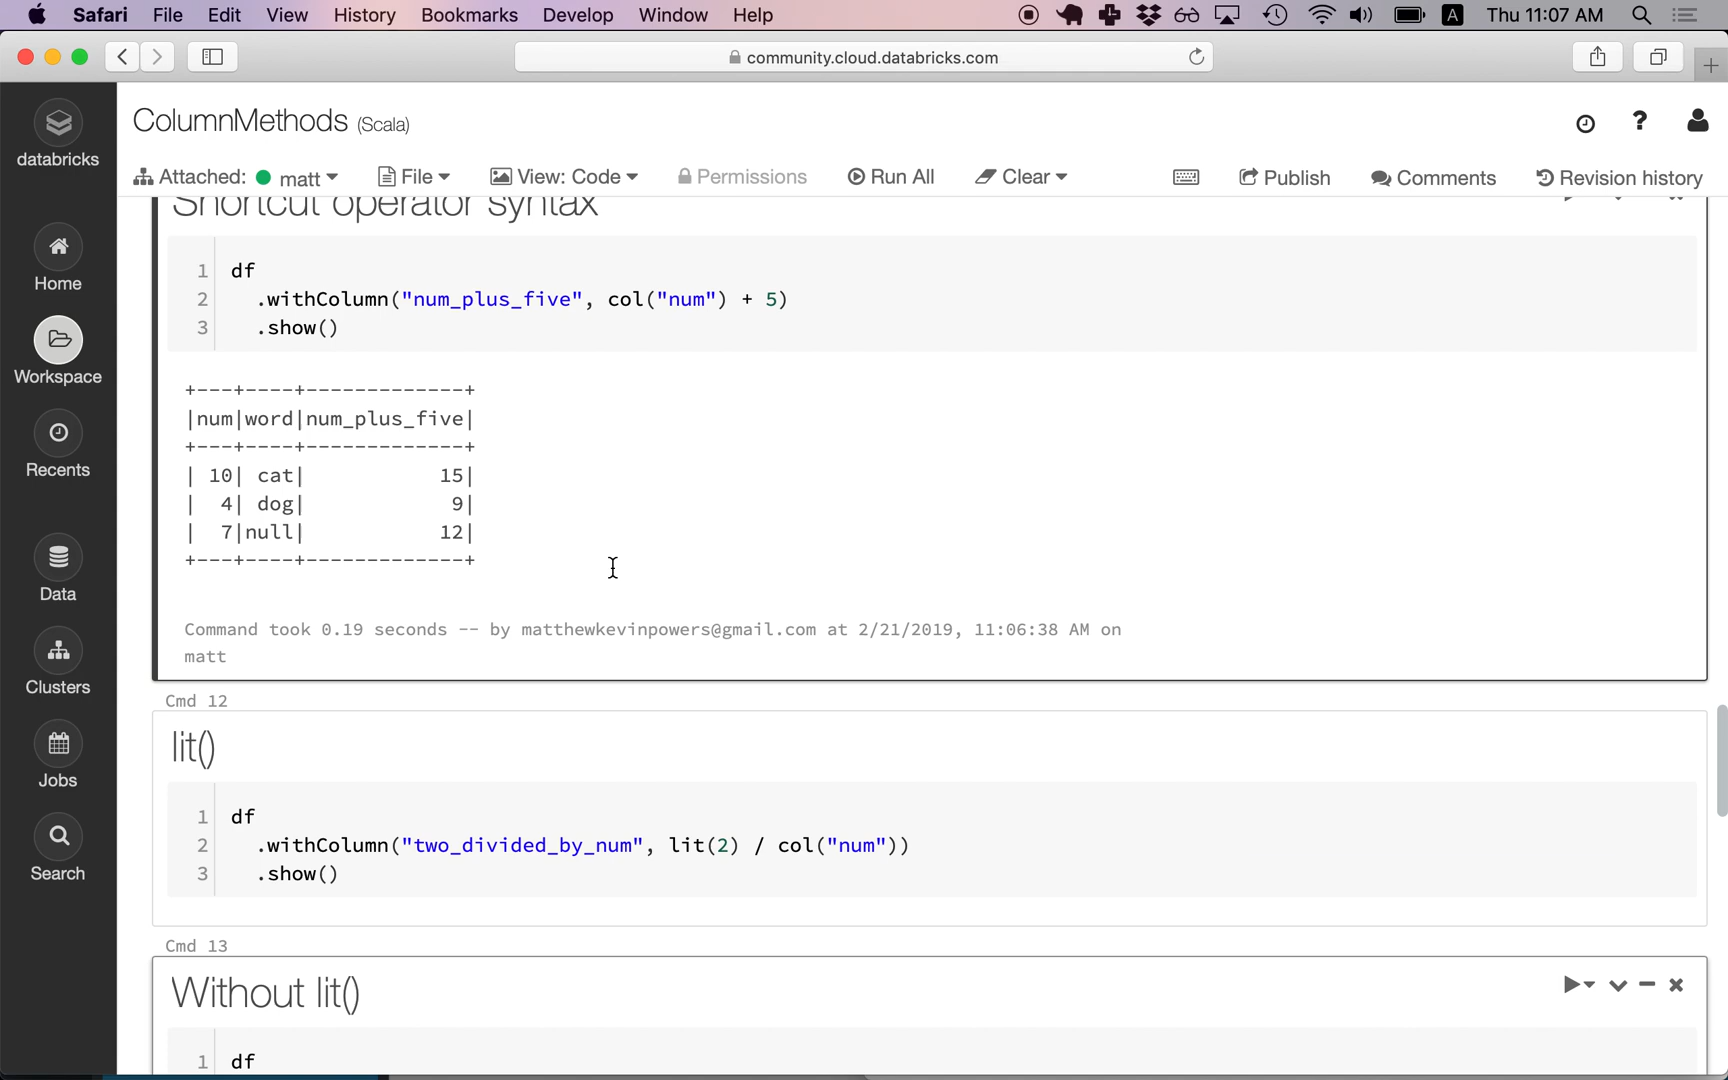 Safari File Edit View History Bookmarks Develop Window Help A Thu 11:07 AM
community.cloud.databricks.com
databricks
Home
Workspace
Recents
Data
Clusters
Jobs
Search
ColumnMethods (Scala)
?
Attached: matt File View: Code Permissions Run All Clear Publish Comments Revision history
Shortcut operator syntax
1 df
2 .withColumn("num_plus_five", col("num") + 5)
3 .show()
+---+----+-------------+
|num|word|num_plus_five|
+---+----+-------------+
| 10| cat|           15|
|  4| dog|            9|
|  7|null|           12|
+---+----+-------------+
Command took 0.19 seconds -- by matthewkevinpowers@gmail.com at 2/21/2019, 11:06:38 AM on
matt
Cmd 12
lit()
1 df
2 .withColumn("two_divided_by_num", lit(2) / col("num"))
3 .show()
Cmd 13
Without lit()
1 df